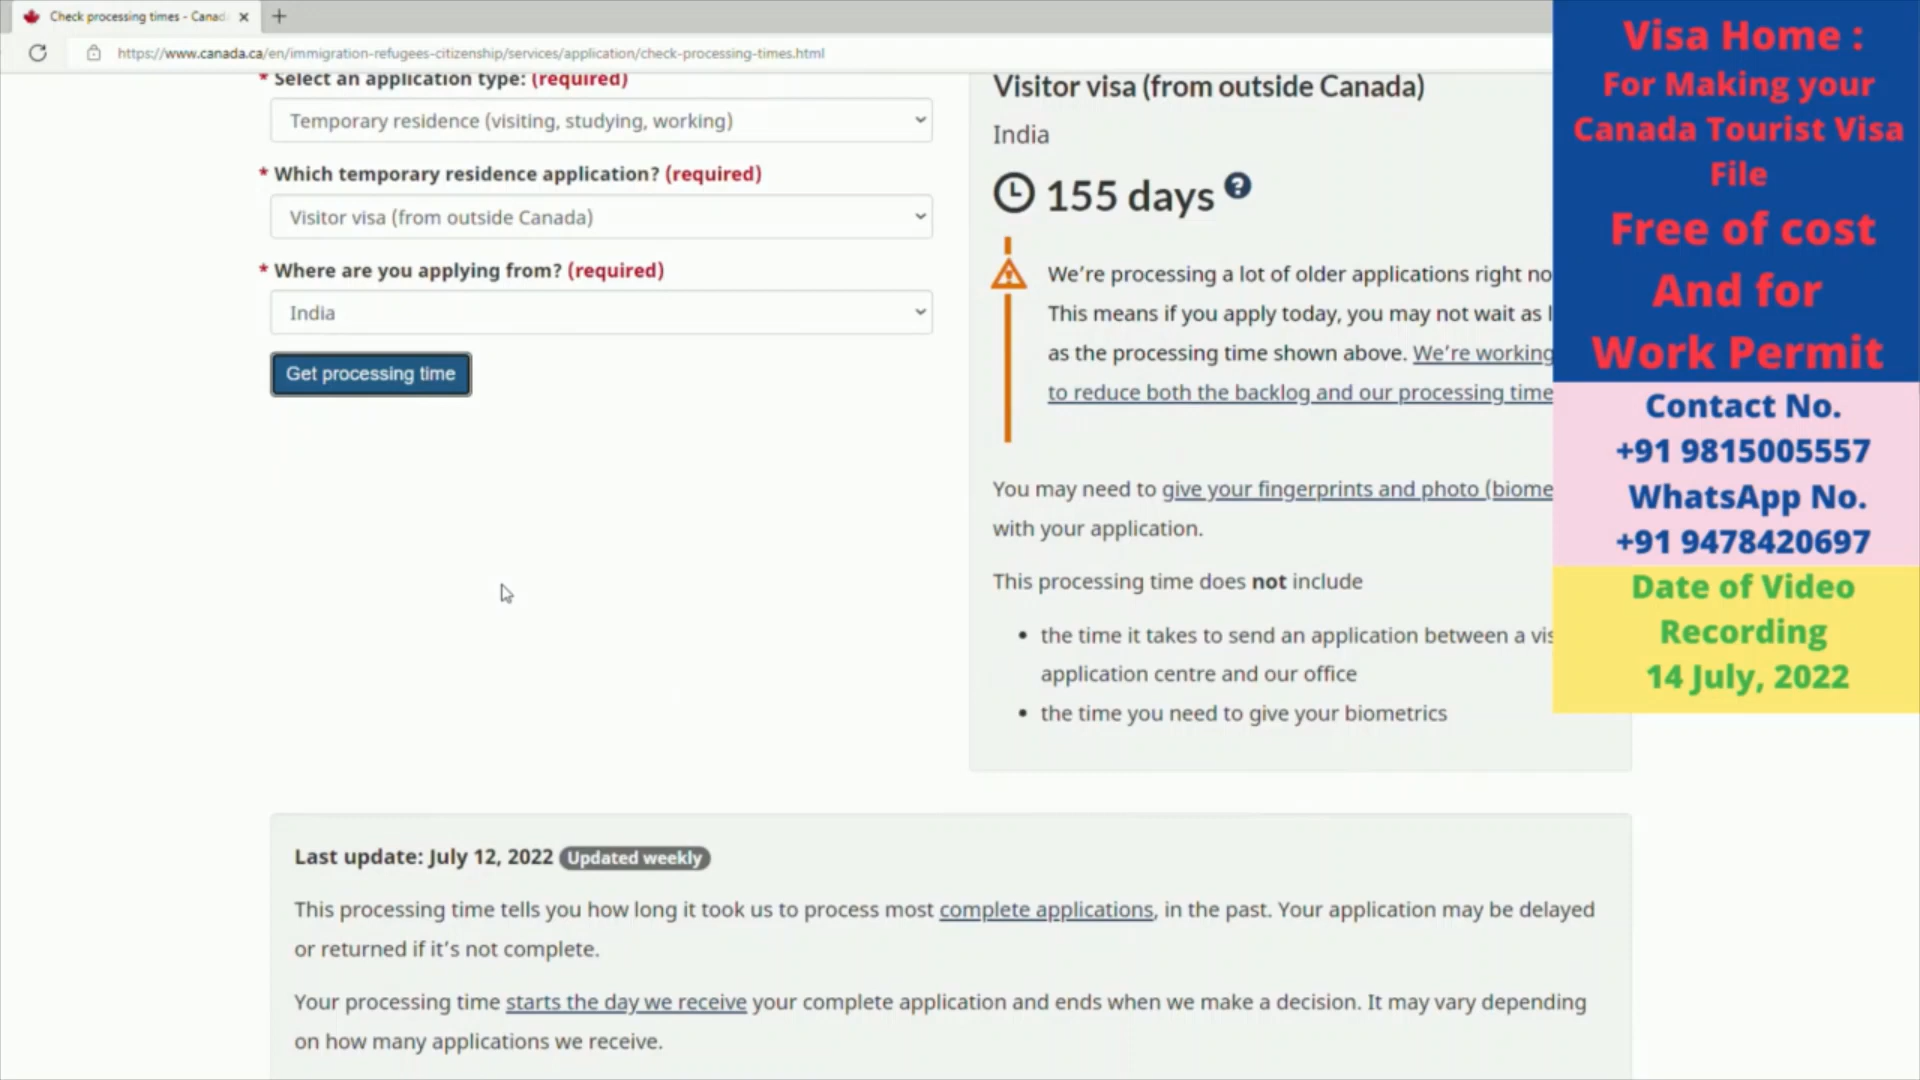 Check processing times - Canad
https://www.canada.ca/en/immigration-refugees-citizenship/services/application/check-processing-times.html
* Select an application type: (required)
Temporary residence (visiting, studying, working)
* Which temporary residence application? (required)
Visitor visa (from outside Canada)
* Where are you applying from? (required)
India
Get processing time
Visitor visa (from outside Canada)
India
155 days ?
We're processing a lot of older applications right no
This means if you apply today, you may not wait as l
as the processing time shown above. We're working
to reduce both the backlog and our processing time
You may need to give your fingerprints and photo (biome
with your application.
This processing time does not include
• the time it takes to send an application between a vis
application centre and our office
• the time you need to give your biometrics
Last update: July 12, 2022 Updated weekly
This processing time tells you how long it took us to process most complete applications, in the past. Your application may be delayed
or returned if it's not complete.
Your processing time starts the day we receive your complete application and ends when we make a decision. It may vary depending
on how many applications we receive.
Visa Home :
For Making your
Canada Tourist Visa
File
Free of cost
And for
Work Permit
Contact No.
+91 9815005557
WhatsApp No.
+91 9478420697
Date of Video
Recording
14 July, 2022